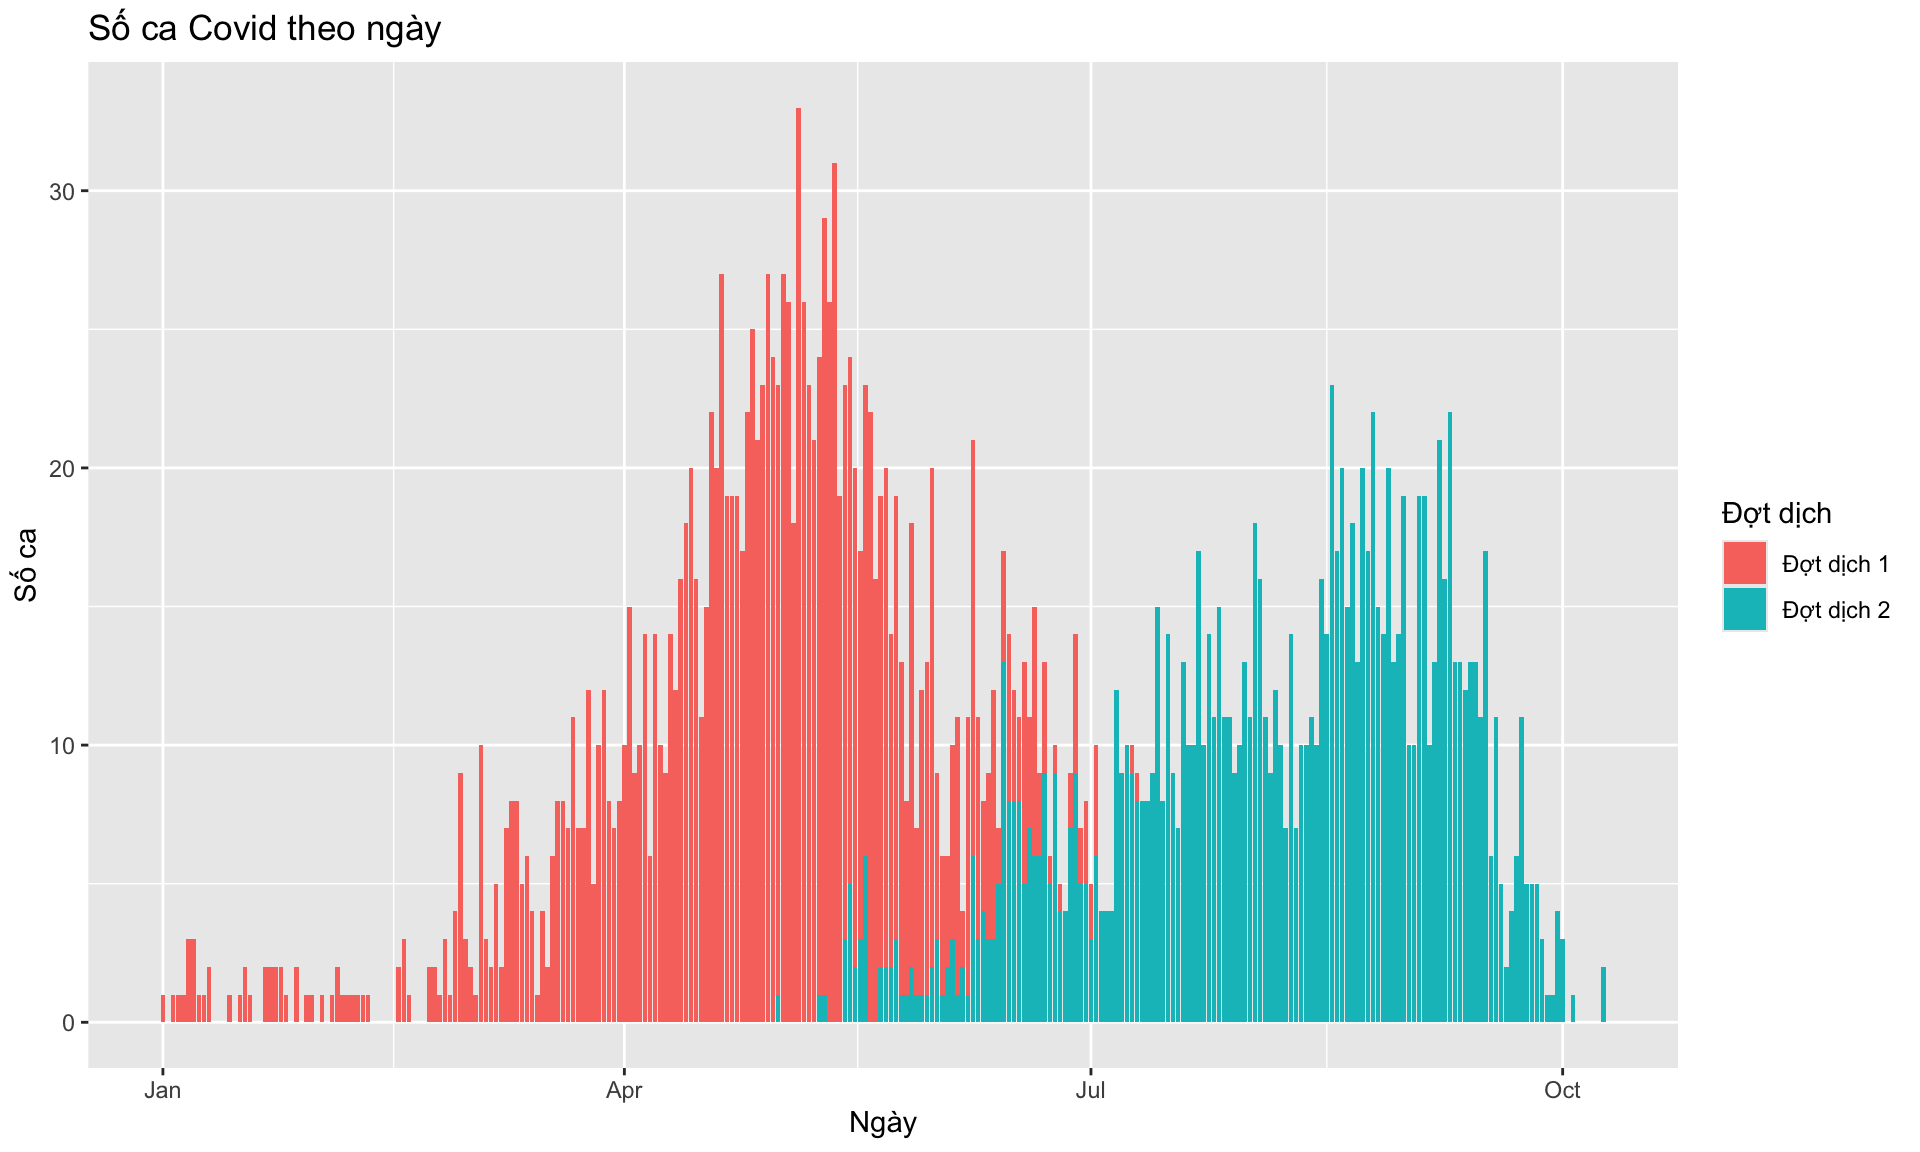 Số ca Covid theo ngày
Số ca
30
20
10
0
Jan
Apr
Jul
Oct
Ngày
Đợt dịch
Đợt dịch 1
Đợt dịch 2